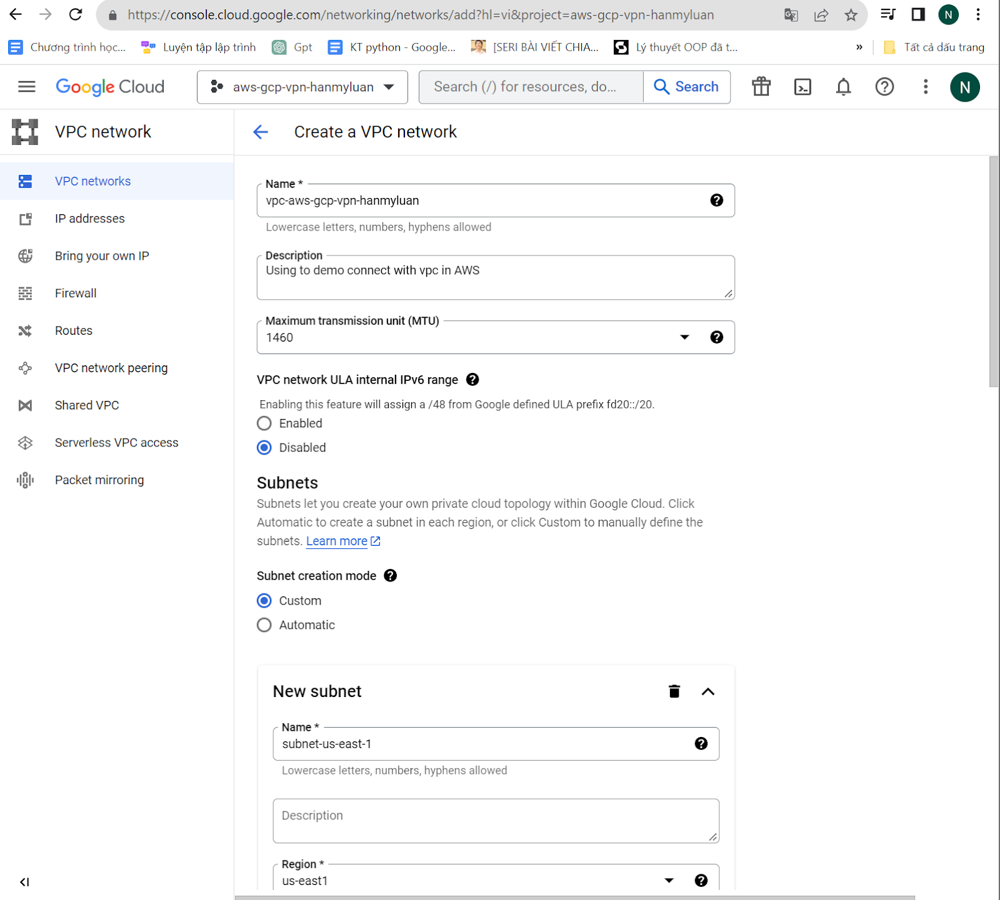 https://console.cloud.google.com/networking/networks/add?hl=vi&project=aws-gcp-vpn-hanmyluan
N
Chương trình học...
Luyện tập lập trình
Gpt
KT python - Google...
[SERI BÀI VIẾT CHIA...
Lý thuyết OOP đã t...
»
Tất cả dấu trang
Google Cloud
aws-gcp-vpn-hanmyluan
Search (/) for resources, do...
Search
N
VPC network
VPC networks
IP addresses
Bring your own IP
Firewall
Routes
VPC network peering
Shared VPC
Serverless VPC access
Packet mirroring
Create a VPC network
Name *
vpc-aws-gcp-vpn-hanmyluan
Lowercase letters, numbers, hyphens allowed
Description
Using to demo connect with vpc in AWS
Maximum transmission unit (MTU)
1460
VPC network ULA internal IPv6 range
Enabling this feature will assign a /48 from Google defined ULA prefix fd20::/20.
Enabled
Disabled
Subnets
Subnets let you create your own private cloud topology within Google Cloud. Click
Automatic to create a subnet in each region, or click Custom to manually define the
subnets. Learn more
Subnet creation mode
Custom
Automatic
New subnet
Name *
subnet-us-east-1
Lowercase letters, numbers, hyphens allowed
Description
Region *
us-east1